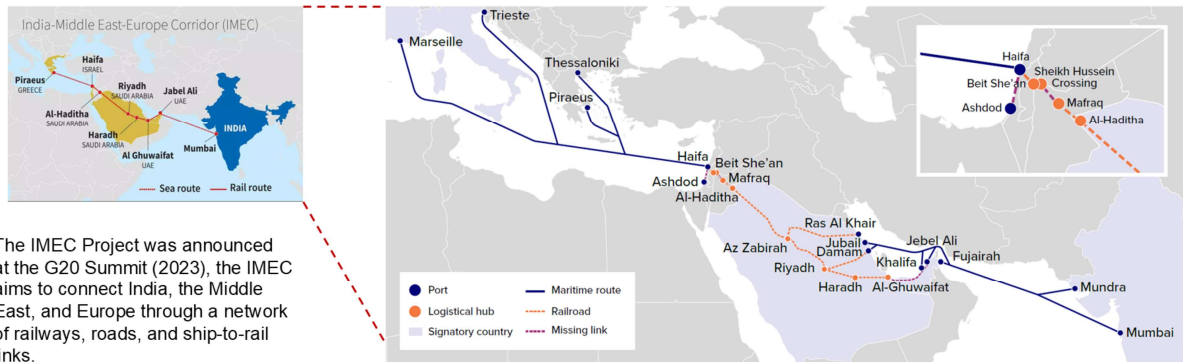 India-Middle East-Europe Corridor (IMEC)
Haifa
ISRAEL
Piraeus
GREECE
Riyadh
SAUDI ARABIA
Jabel Ali
UAE
Al-Haditha
SAUDI ARABIA
Haradh
SAUDI ARABIA
INDIA
Al Ghuwaifat
UAE
Mumbai
Sea route
Rail route
The IMEC Project was announced
at the G20 Summit (2023), the IMEC
aims to connect India, the Middle
East, and Europe through a network
of railways, roads, and ship-to-rail
links.
Trieste
Marseille
Thessaloniki
Piraeus
Haifa
Beit She'an
Ashdod
Mafraq
Al-Haditha
Ras Al Khair
Az Zabirah
Jubail
Damam
Jebel Ali
Riyadh
Khalifa
Fujairah
Haradh
Al-Ghuwaifat
Mundra
Mumbai
Port
Maritime route
Logistical hub
Railroad
Signatory country
Missing link
Haifa
Sheikh Hussein
Crossing
Beit She'an
Ashdod
Mafraq
Al-Haditha